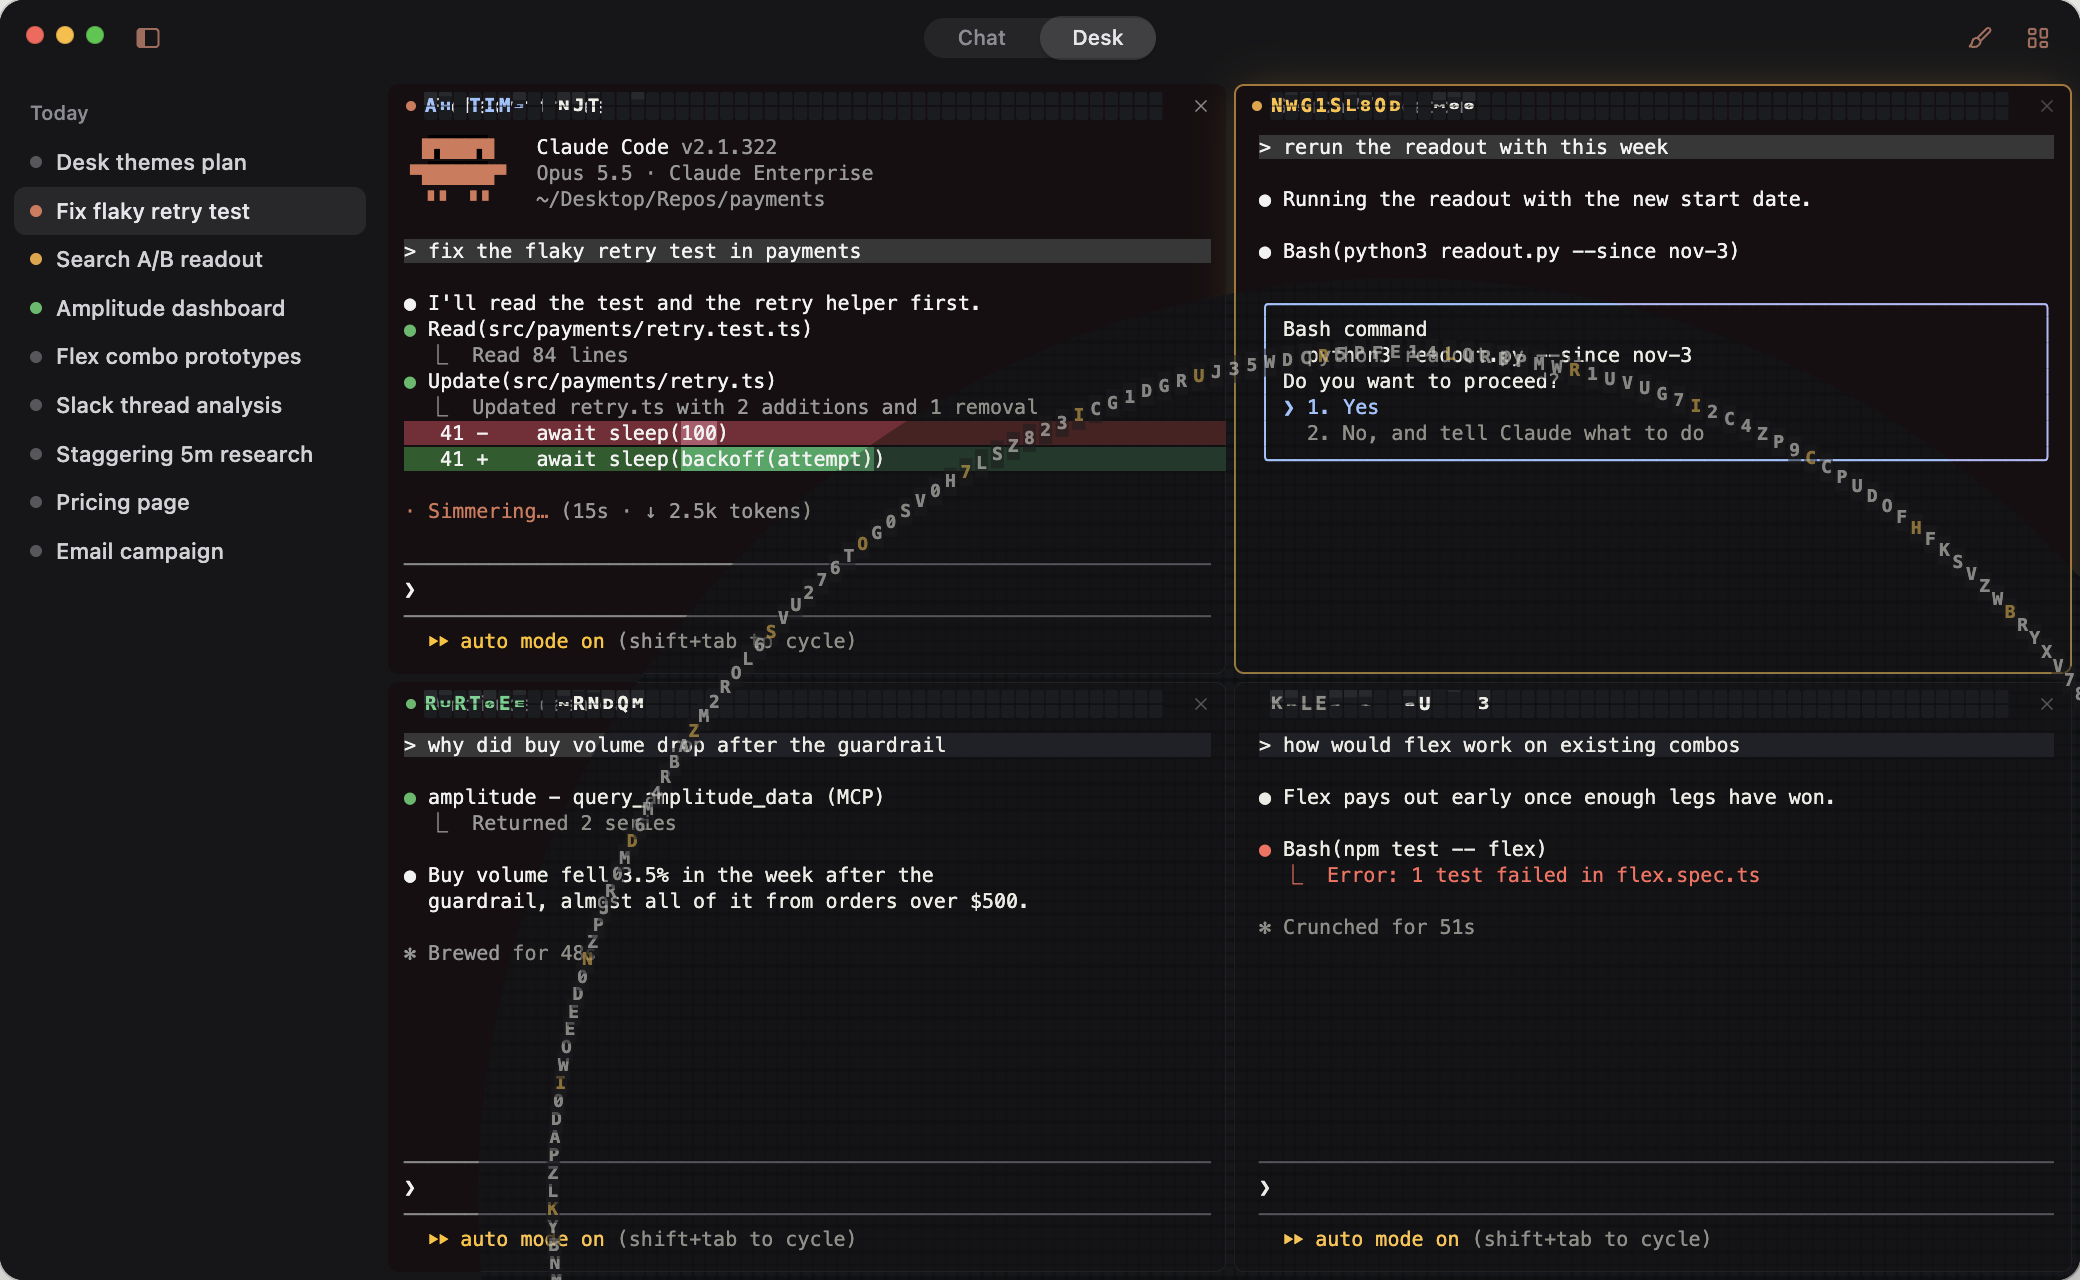 Chat
Desk
Today
Desk themes plan
Fix flaky retry test
Search A/B readout
Amplitude dashboard
Flex combo prototypes
Slack thread analysis
Staggering 5m research
Pricing page
Email campaign
Claude Code v2.1.322
Opus 5.5 · Claude Enterprise
~/Desktop/Repos/payments
> fix the flaky retry test in payments
● I'll read the test and the retry helper first.
● Read(src/payments/retry.test.ts)
⎿ Read 84 lines
● Update(src/payments/retry.ts)
⎿ Updated retry.ts with 2 additions and 1 removal
41 - await sleep(100)
41 + await sleep(backoff(attempt))
· Simmering… (15s · ↓ 2.5k tokens)
❯
⏵⏵ auto mode on (shift+tab to cycle)
> rerun the readout with this week
● Running the readout with the new start date.
● Bash(python3 readout.py --since nov-3)
Bash command
python3 readout.py --since nov-3
Do you want to proceed?
❯ 1. Yes
2. No, and tell Claude what to do
> why did buy volume drop after the guardrail
● amplitude - query_amplitude_data (MCP)
⎿ Returned 2 series
● Buy volume fell 3.5% in the week after the
guardrail, almost all of it from orders over $500.
✻ Brewed for 48s
❯
⏵⏵ auto mode on (shift+tab to cycle)
> how would flex work on existing combos
● Flex pays out early once enough legs have won.
● Bash(npm test -- flex)
⎿ Error: 1 test failed in flex.spec.ts
✻ Crunched for 51s
❯
⏵⏵ auto mode on (shift+tab to cycle)